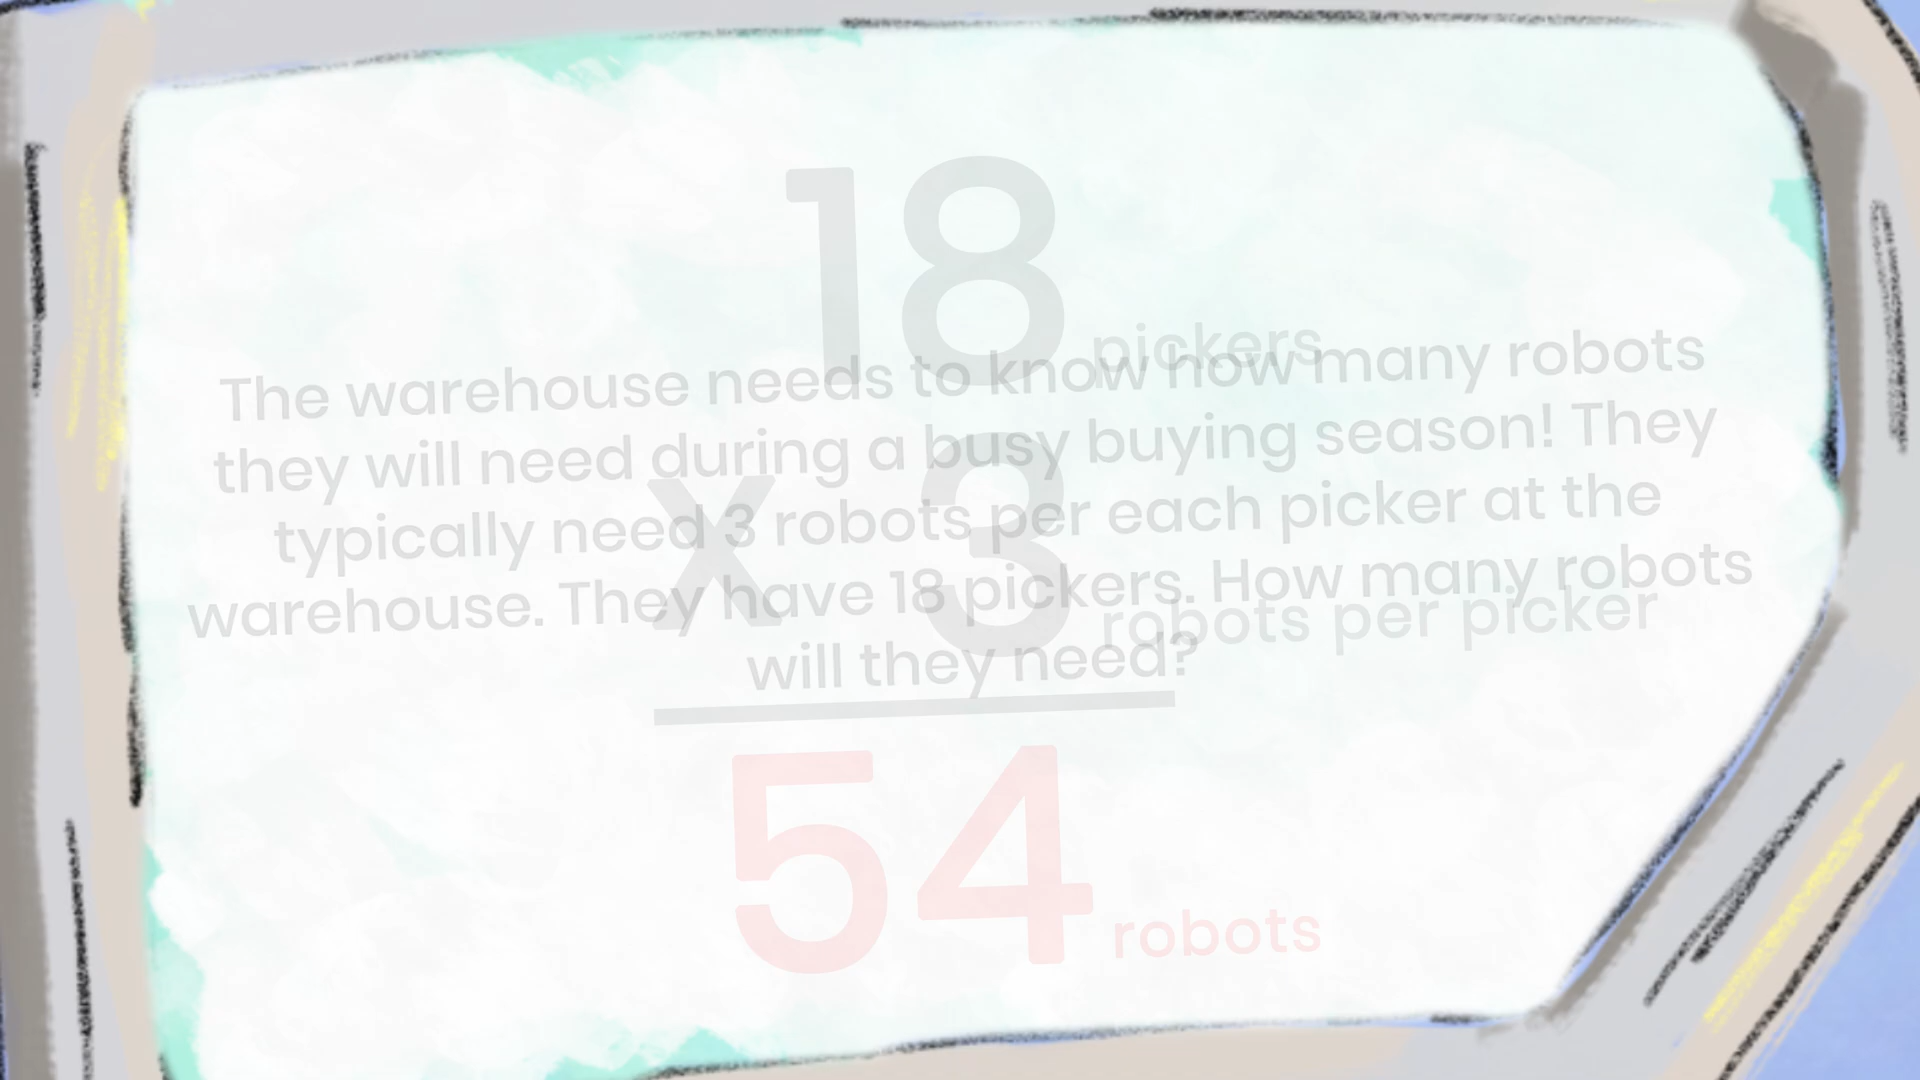 18 pickers
The warehouse needs to know how many robots
they will need during a busy buying season! They
typically need 3 robots per each picker at the
warehouse. They have 18 pickers. How many robots
will they need?
x 3 robots per picker
54 robots